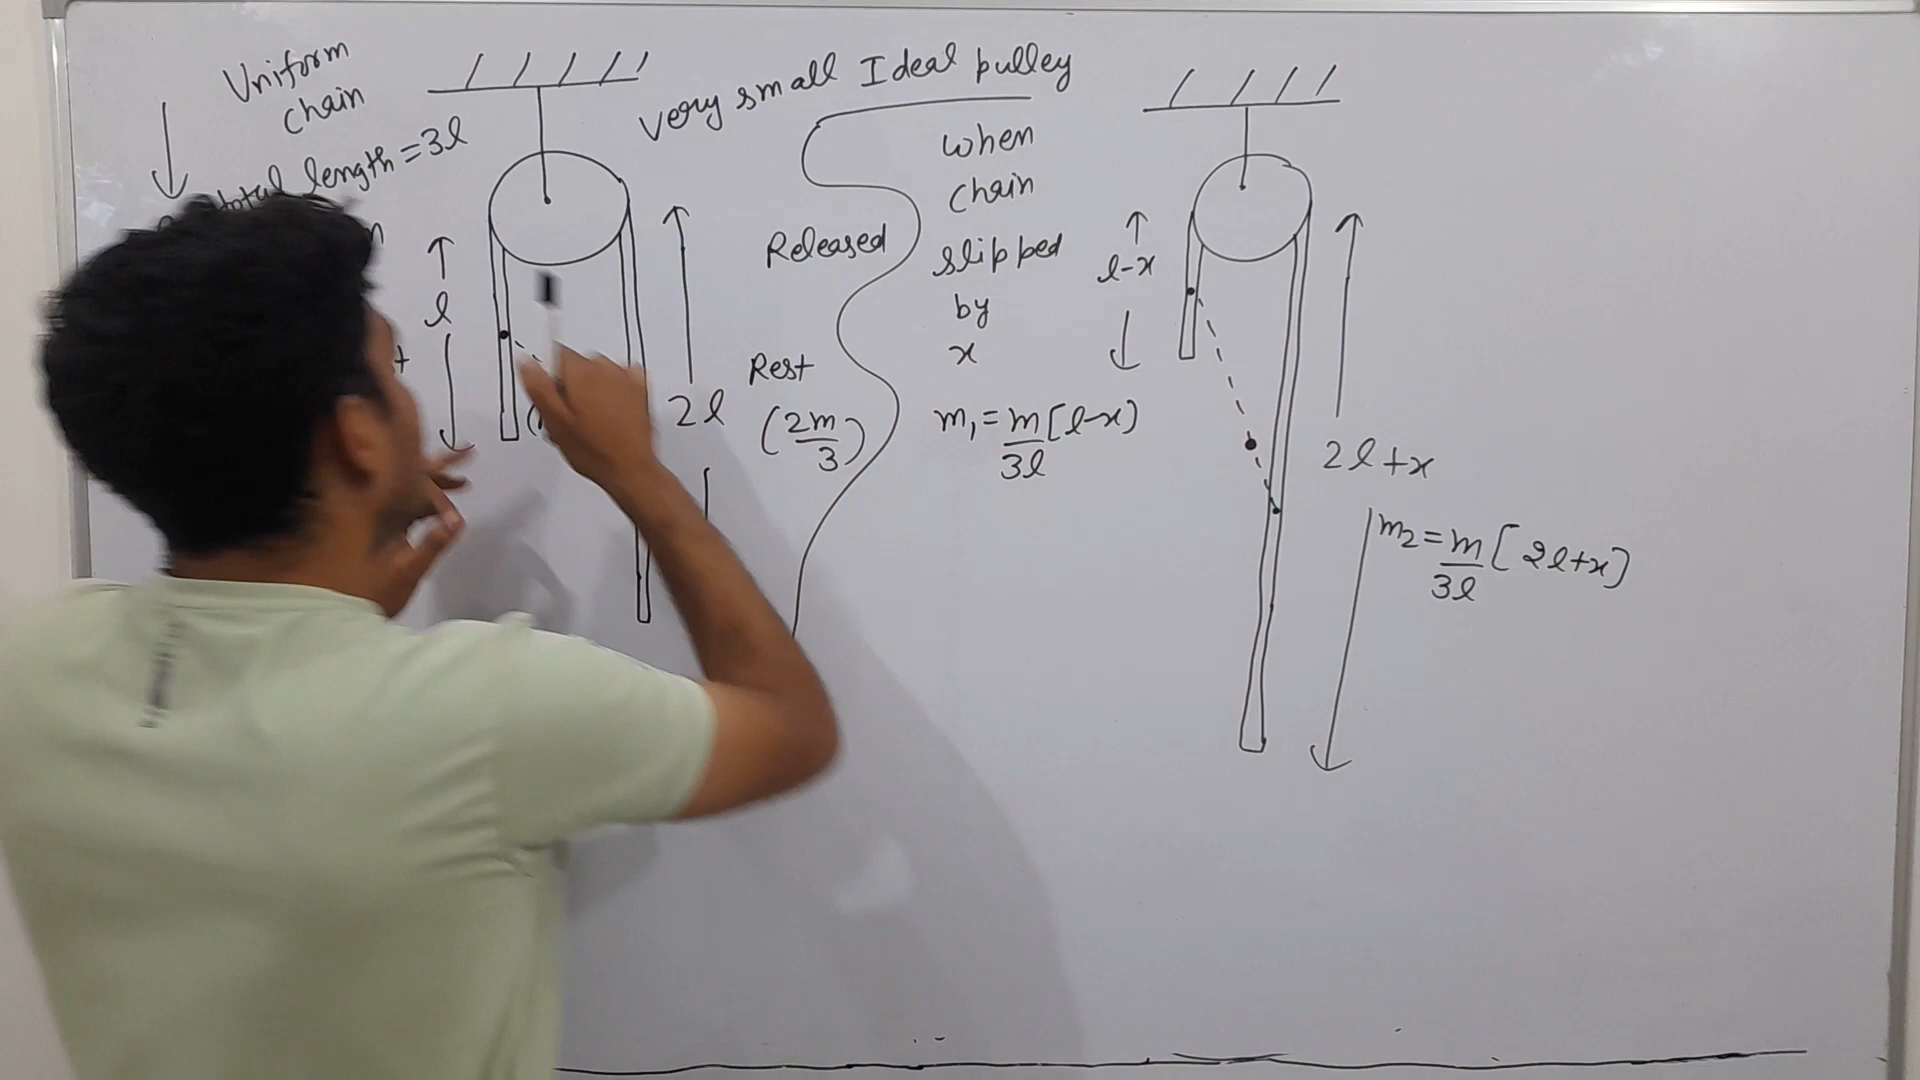 Uniform
chain
total length = 3l
l
very small Ideal pulley
Released
Rest
2l
(2m/3)
when
chain
slipped
by
x
m₁ = m/3l [l-x]
l-x
2l+x
m₂ = m/3l [2l+x]